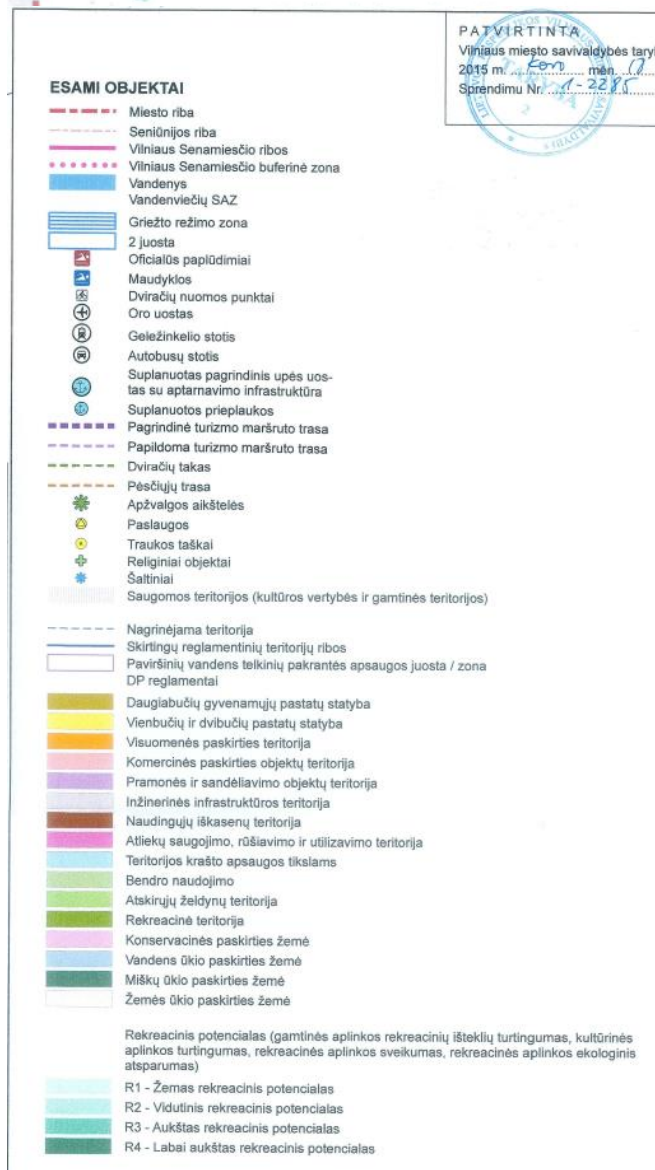 PATVIRTINTA
Vilniaus miesto savivaldybės taryb
2015 m. mėn.
Sprendimu Nr. 1-2285
ESAMI OBJEKTAI
Miesto riba
Seniūnijos riba
Vilniaus Senamiesčio ribos
Vilniaus Senamiesčio buferinė zona
Vandenys
Vandenviečių SAZ
Griežto režimo zona
2 juosta
Oficialūs paplūdimiai
Maudyklos
Dviračių nuomos punktai
Oro uostas
Geležinkelio stotis
Autobusų stotis
Suplanuotas pagrindinis upės uos-
tas su aptarnavimo infrastruktūra
Suplanuotos prieplaukos
Pagrindinė turizmo maršruto trasa
Papildoma turizmo maršruto trasa
Dviračių takas
Pėsčiųjų trasa
Apžvalgos aikštelės
Paslaugos
Traukos taškai
Religiniai objektai
Šaltiniai
Saugomos teritorijos (kultūros vertybės ir gamtinės teritorijos)
Nagrinėjama teritorija
Skirtingų reglamentinių teritorijų ribos
Paviršinių vandens telkinių pakrantės apsaugos juosta / zona
DP reglamentai
Daugiabučių gyvenamųjų pastatų statyba
Vienbučių ir dvibučių pastatų statyba
Visuomenės paskirties teritorija
Komercinės paskirties objektų teritorija
Pramonės ir sandėliavimo objektų teritorija
Inžinerinės infrastruktūros teritorija
Naudingųjų iškasenų teritorija
Atliekų saugojimo, rūšiavimo ir utilizavimo teritorija
Teritorijos krašto apsaugos tikslams
Bendro naudojimo
Atskirųjų želdynų teritorija
Rekreacinė teritorija
Konservacinės paskirties žemė
Vandens ūkio paskirties žemė
Miškų ūkio paskirties žemė
Žemės ūkio paskirties žemė
Rekreacinis potencialas (gamtinės aplinkos rekreacinių išteklių turtingumas, kultūrinės
aplinkos turtingumas, rekreacinės aplinkos sveikumas, rekreacinės aplinkos ekologinis
atsparumas)
R1 - Žemas rekreacinis potencialas
R2 - Vidutinis rekreacinis potencialas
R3 - Aukštas rekreacinis potencialas
R4 - Labai aukštas rekreacinis potencialas